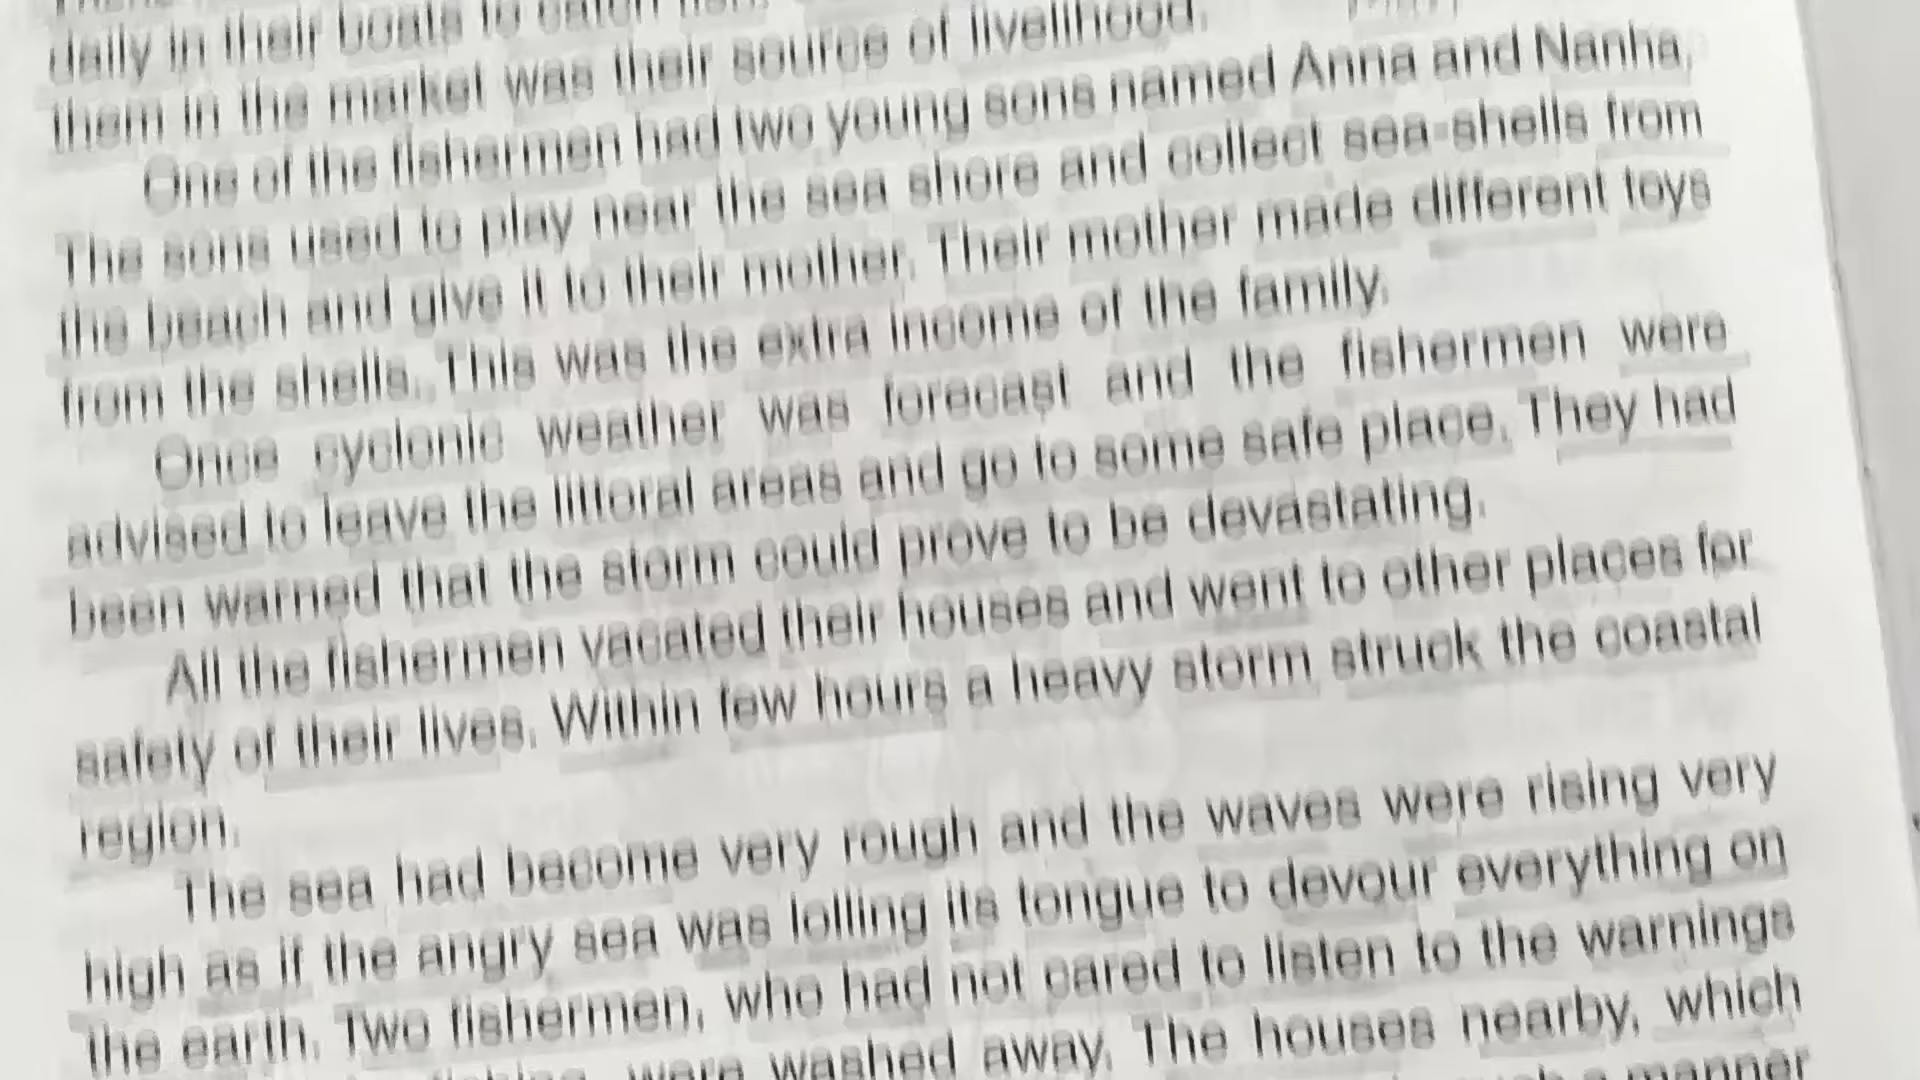 daily in their boats to catch fish.
them in the market was their source of livelihood.
One of the fishermen had two young sons named Anna and Nanha.
The sons used to play near the sea shore and collect sea-shells from
the beach and give it to their mother. Their mother made different toys
from the shells. This was the extra income of the family.
Once cyclonic weather was forecast and the fishermen were
advised to leave the littoral areas and go to some safe place. They had
been warned that the storm could prove to be devastating.
All the fishermen vacated their houses and went to other places for
safety of their lives. Within few hours a heavy storm struck the coastal
region.
The sea had become very rough and the waves were rising very
high as if the angry sea was lolling its tongue to devour everything on
the earth. Two fishermen, who had not cared to listen to the warnings
were washed away. The houses nearby, which
manner